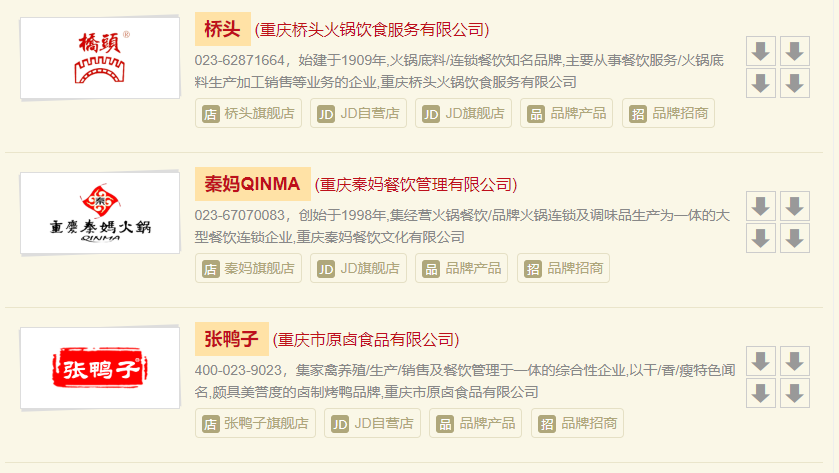 橋頭®
桥头 (重庆桥头火锅饮食服务有限公司)
023-62871664，始建于1909年,火锅底料/连锁餐饮知名品牌,主要从事餐饮服务/火锅底
料生产加工销售等业务的企业,重庆桥头火锅饮食服务有限公司
店 桥头旗舰店 JD JD自营店 JD JD旗舰店 品 品牌产品 招 品牌招商
秦
重慶秦媽火锅
QINMA
秦妈QINMA (重庆秦妈餐饮管理有限公司)
023-67070083，创始于1998年,集经营火锅餐饮/品牌火锅连锁及调味品生产为一体的大
型餐饮连锁企业,重庆秦妈餐饮文化有限公司
店 秦妈旗舰店 JD JD旗舰店 品 品牌产品 招 品牌招商
张鸭子®
张鸭子 (重庆市原卤食品有限公司)
400-023-9023，集家禽养殖/生产/销售及餐饮管理于一体的综合性企业,以干/香/瘦特色闻
名,颇具美誉度的卤制烤鸭品牌,重庆市原卤食品有限公司
店 张鸭子旗舰店 JD JD自营店 品 品牌产品 招 品牌招商